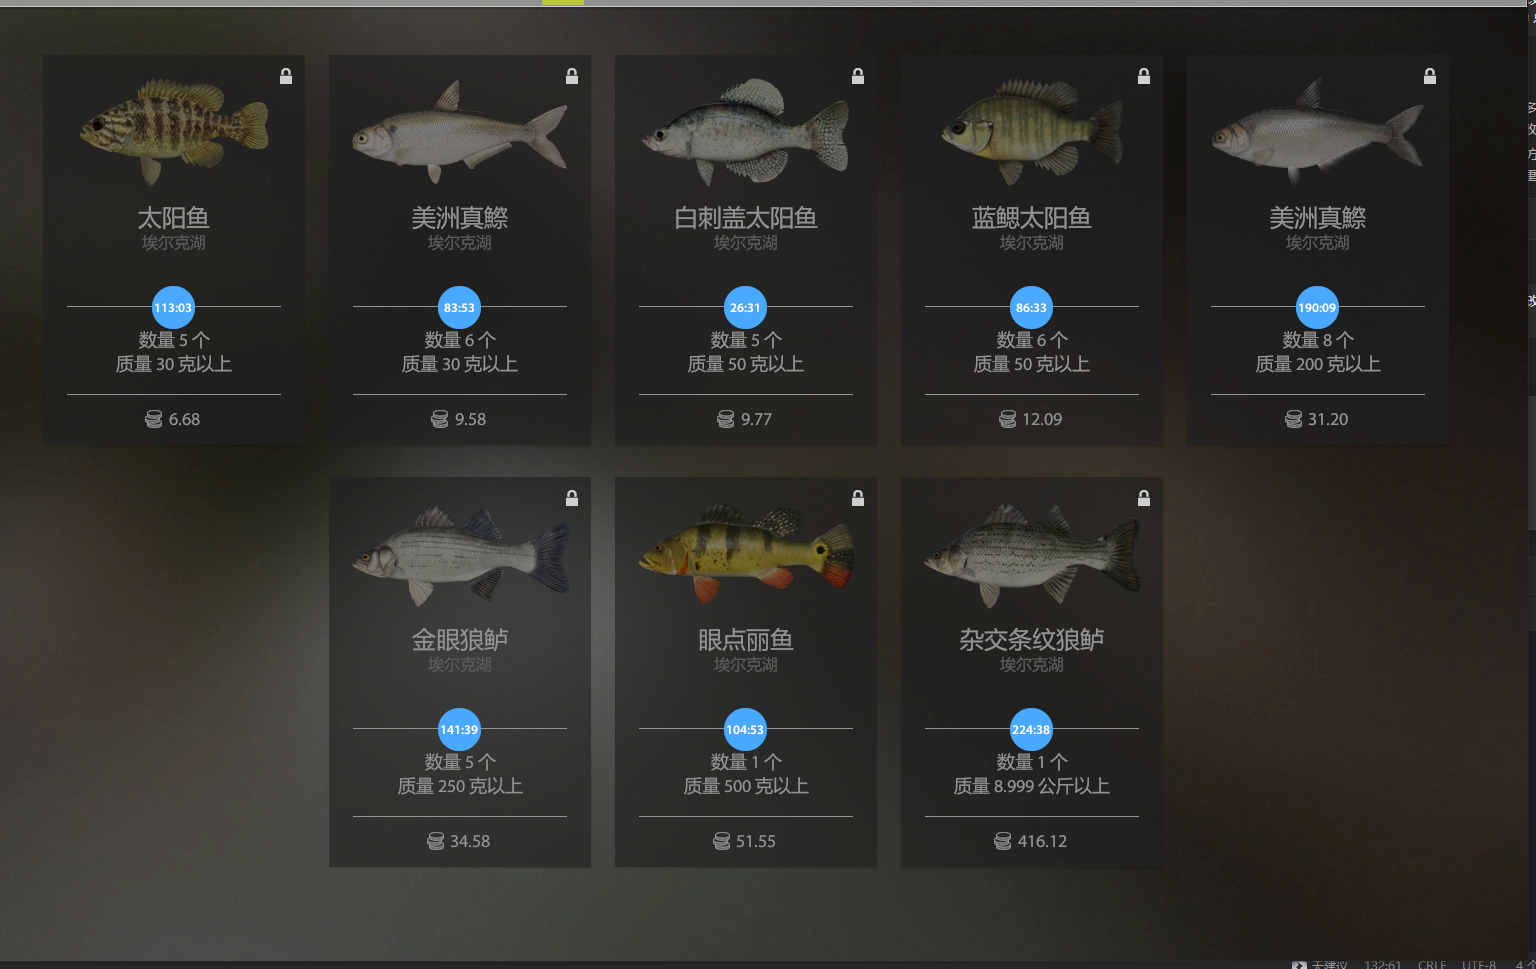 太阳鱼
埃尔克湖
113:03
数量 5 个
质量 30 克以上
6.68
美洲真鰶
埃尔克湖
83:53
数量 6 个
质量 30 克以上
9.58
白刺盖太阳鱼
埃尔克湖
26:31
数量 5 个
质量 50 克以上
9.77
蓝鳃太阳鱼
埃尔克湖
86:33
数量 6 个
质量 50 克以上
12.09
美洲真鰶
埃尔克湖
190:09
数量 8 个
质量 200 克以上
31.20
金眼狼鲈
埃尔克湖
141:39
数量 5 个
质量 250 克以上
34.58
眼点丽鱼
埃尔克湖
104:53
数量 1 个
质量 500 克以上
51.55
杂交条纹狼鲈
埃尔克湖
224:38
数量 1 个
质量 8.999 公斤以上
416.12
无建议 132:61 CRLF UTF-8 4